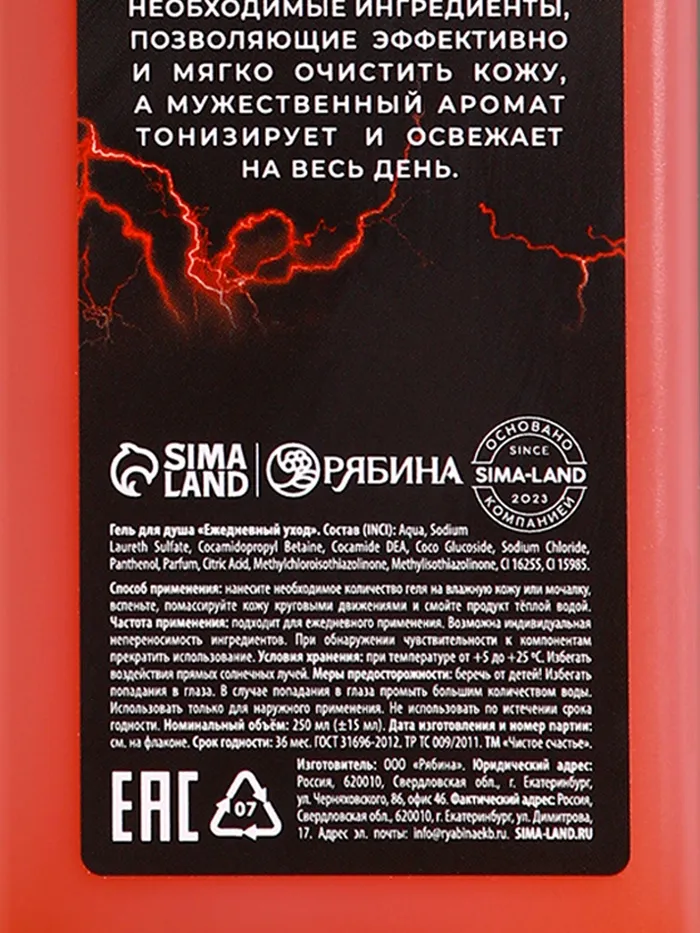 НЕОБХОДИМЫЕ ИНГРЕДИЕНТЫ,
ПОЗВОЛЯЮЩИЕ ЭФФЕКТИВНО
И МЯГКО ОЧИСТИТЬ КОЖУ,
А МУЖЕСТВЕННЫЙ АРОМАТ
ТОНИЗИРУЕТ И ОСВЕЖАЕТ
НА ВЕСЬ ДЕНЬ.
SIMA LAND
РЯБИНА
ОСНОВАНО
SINCE
SIMA-LAND
2023
КОМПАНИЕЙ
Гель для душа «Ежедневный уход». Состав (INCI): Aqua, Sodium
Laureth Sulfate, Cocamidopropyl Betaine, Cocamide DEA, Coco Glucoside, Sodium Chloride,
Panthenol, Parfum, Citric Acid, Methylchloroisothiazolinone, Methylisothiazolinone, CI 16255, CI 15985.
Способ применения: нанесите необходимое количество геля на влажную кожу или мочалку,
вспеньте, помассируйте кожу круговыми движениями и смойте продукт тёплой водой.
Частота применения: подходит для ежедневного применения. Возможна индивидуальная
непереносимость ингредиентов. При обнаружении чувствительности к компонентам
прекратить использование. Условия хранения: при температуре от +5 до +25 ºС. Избегать
воздействия прямых солнечных лучей. Меры предосторожности: беречь от детей! Избегать
попадания в глаза. В случае попадания в глаза промыть большим количеством воды.
Использовать только для наружного применения. Не использовать по истечении срока
годности. Номинальный объём: 250 мл (±15 мл). Дата изготовления и номер партии:
см. на флаконе. Срок годности: 36 мес. ГОСТ 31696-2012. ТР ТС 009/2011. ТМ «Чистое счастье».
Изготовитель: ООО «Рябина». Юридический адрес:
Россия, 620010, Свердловская обл., г. Екатеринбург,
ул. Черняховского, 86, офис 46. Фактический адрес: Россия,
Свердловская обл., 620010, г. Екатеринбург, ул. Димитрова,
17. Адрес эл. почты: info@ryabinaekb.ru. SIMA-LAND.RU
EAC
07